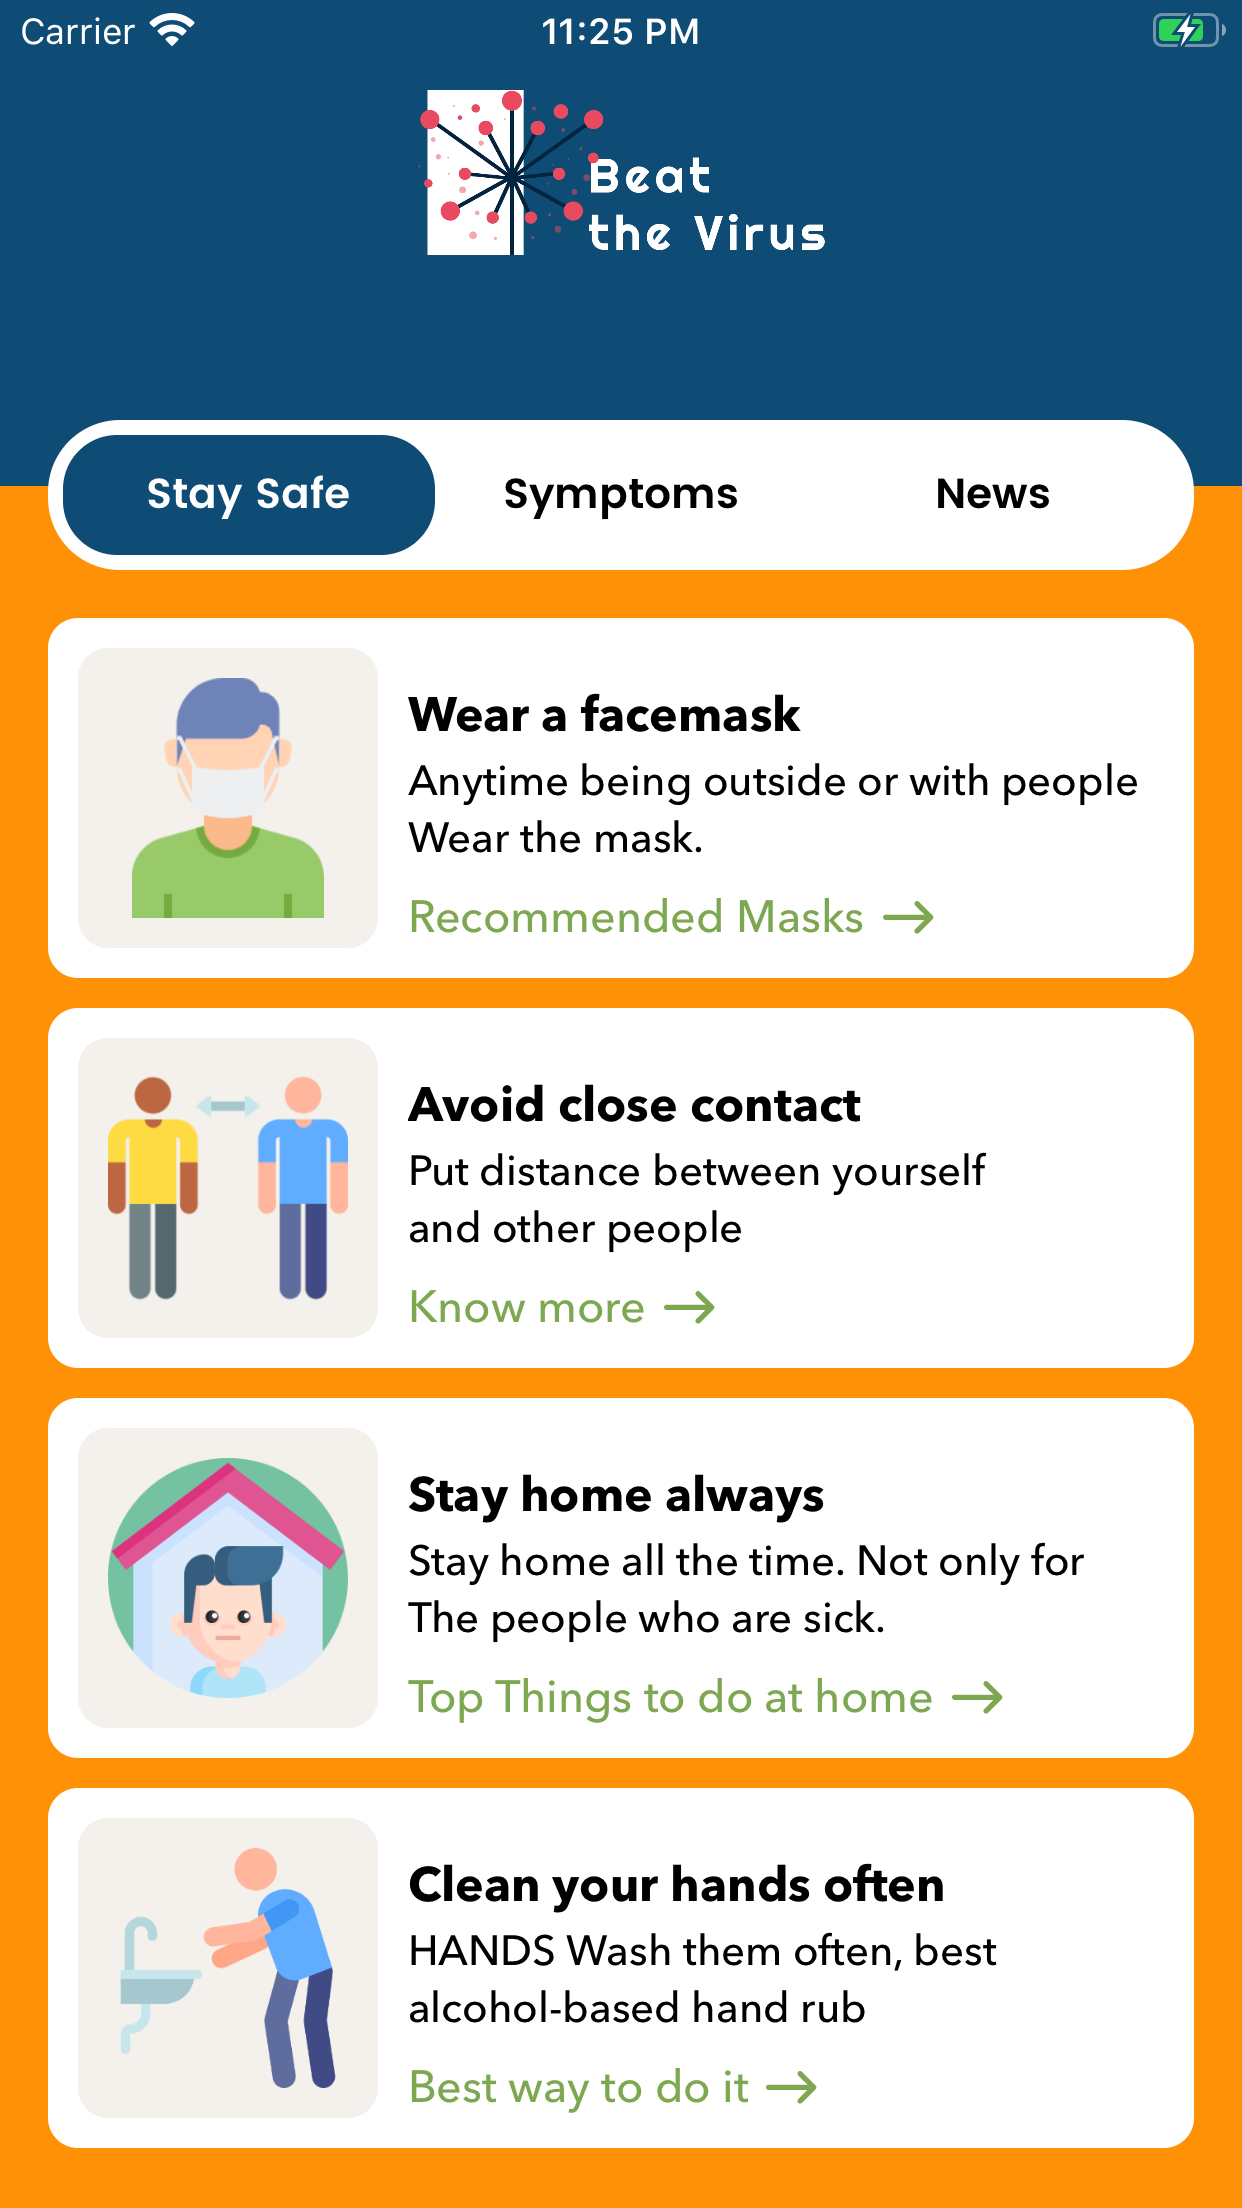 Carrier
11:25 PM
Beat
the Virus
Stay Safe
Symptoms
News
Wear a facemask
Anytime being outside or with people
Wear the mask.
Recommended Masks
Avoid close contact
Put distance between yourself
and other people
Know more
Stay home always
Stay home all the time. Not only for
The people who are sick.
Top Things to do at home
Clean your hands often
HANDS Wash them often, best
alcohol-based hand rub
Best way to do it